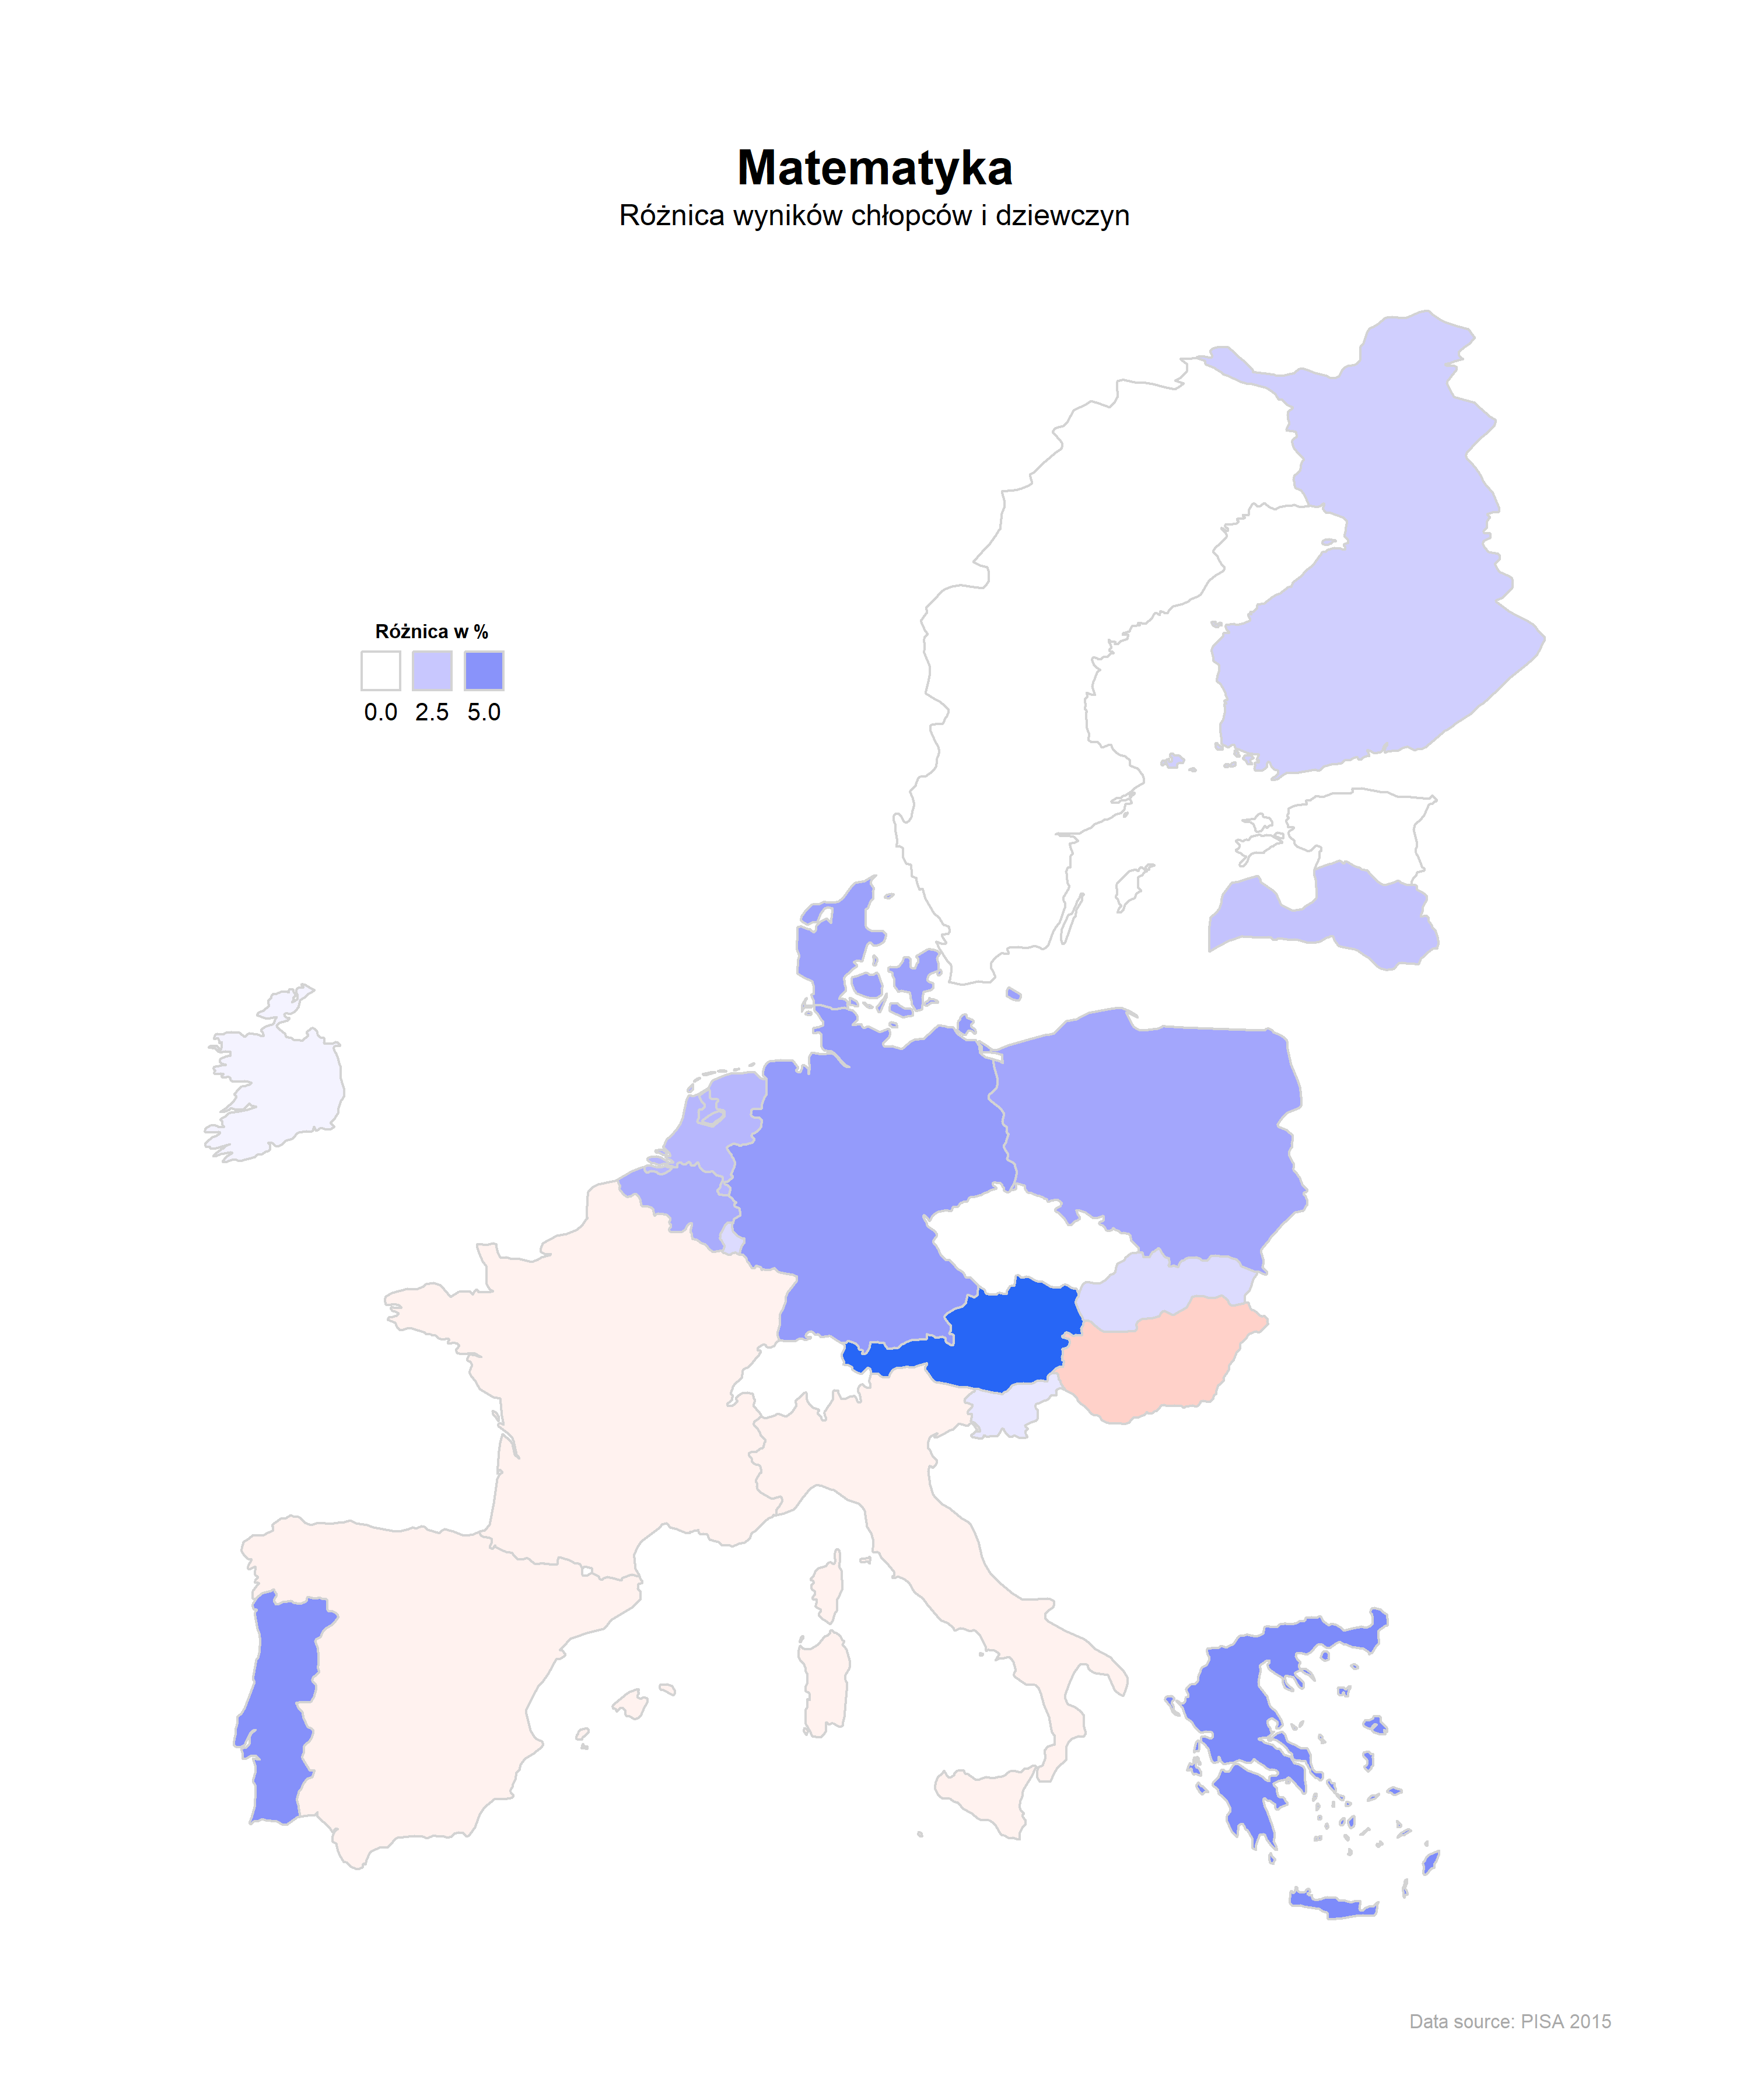 Matematyka
Różnica wyników chłopców i dziewczyn
Różnica w %
0.0 2.5 5.0
Data source: PISA 2015